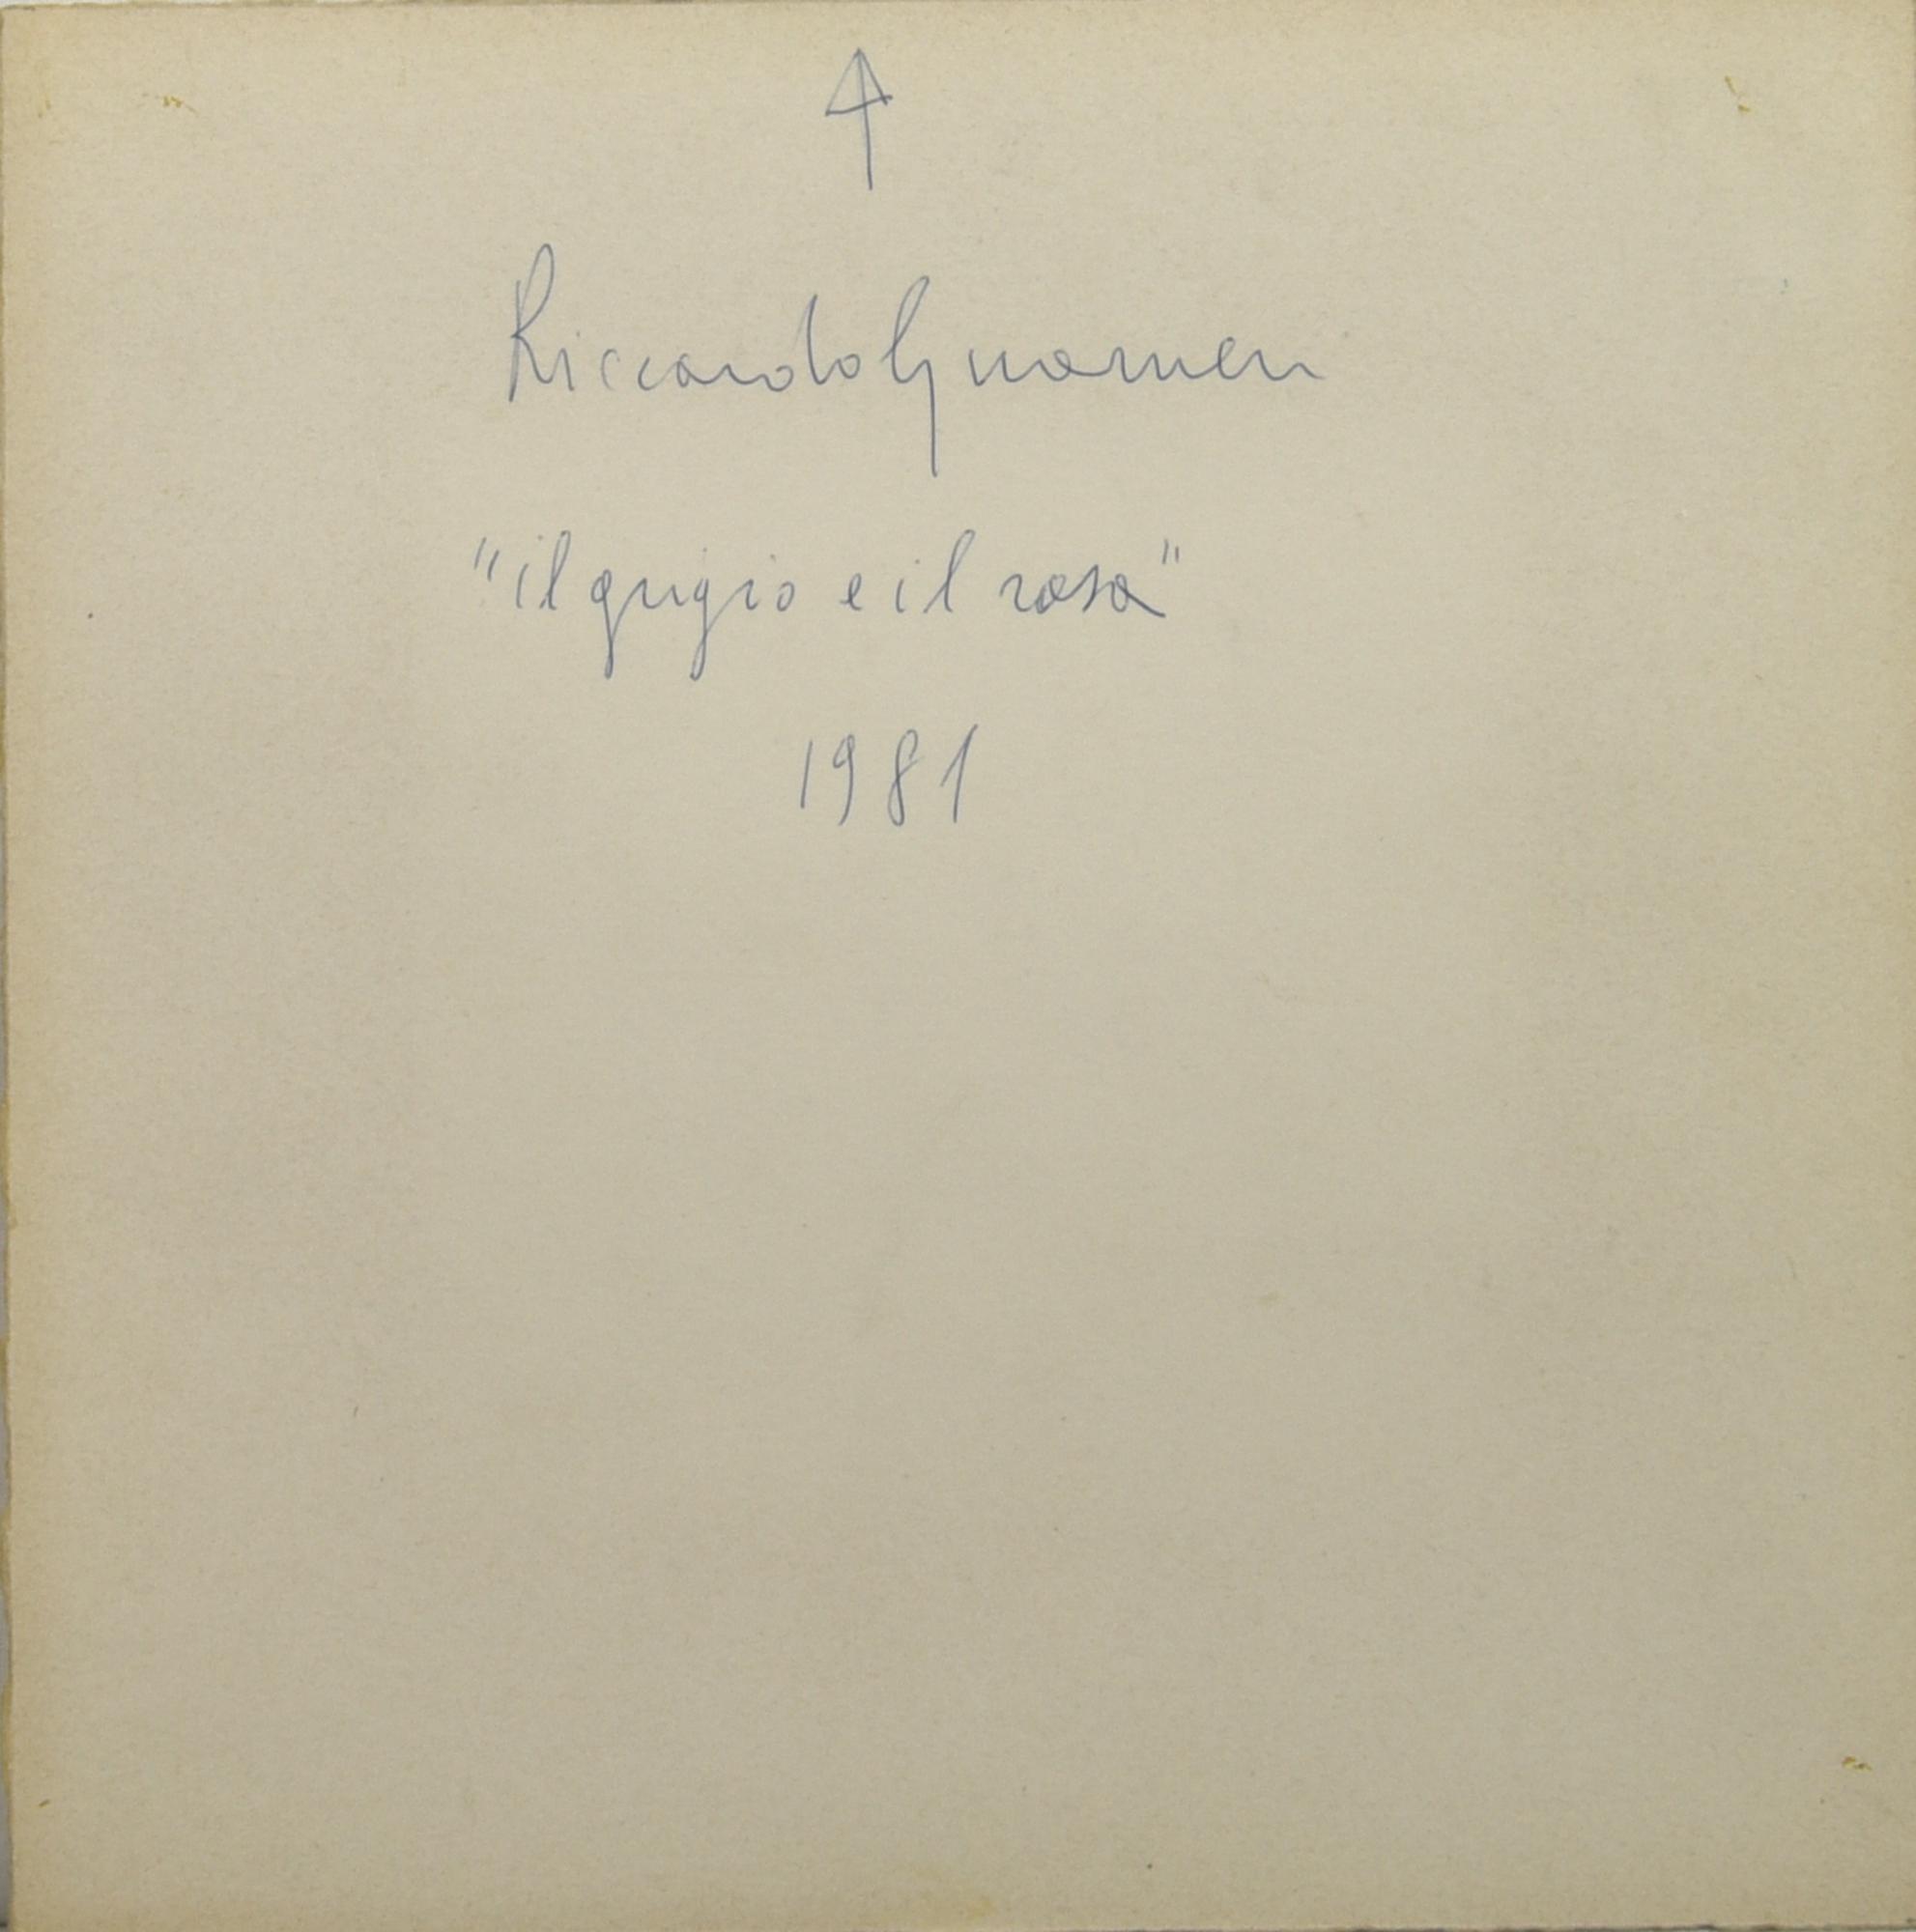 Riccardo Guarneri
"il grigio e il rosa"
1981